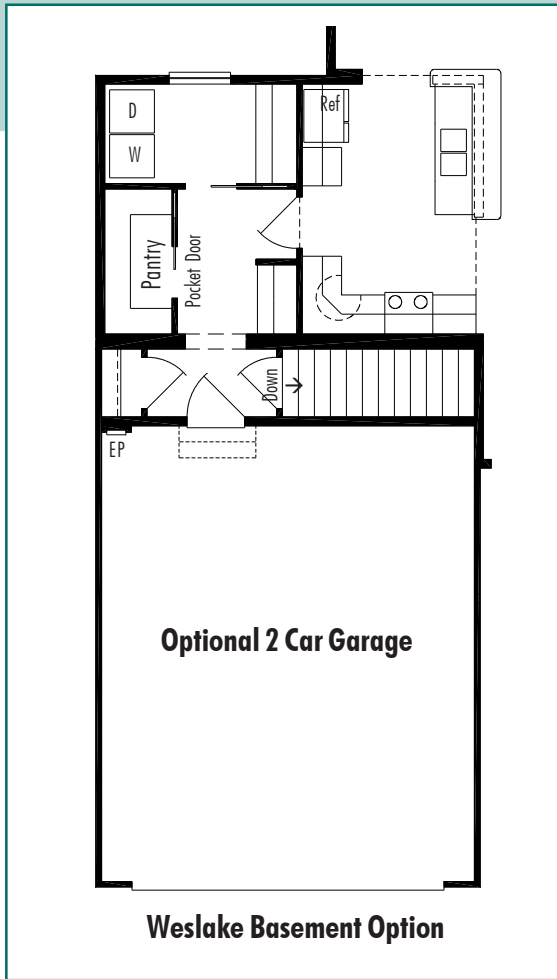 D
Ref
W
Pantry
Pocket Door
Down
EP
Optional 2 Car Garage
Weslake Basement Option